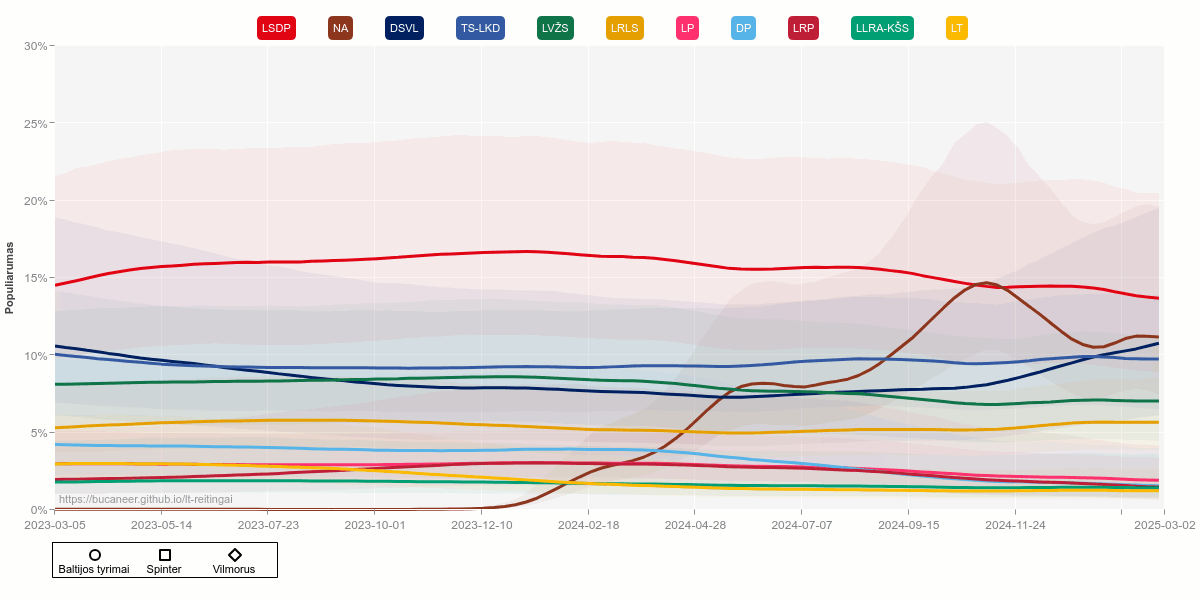 LSDP NA DSVL TS-LKD LVŽS LRLS LP DP LRP LLRA-KŠS LT
30%
25%
20%
15%
10%
5%
0%
Populiarumas
https://bucaneer.github.io/lt-reitingai
2023-03-05 2023-05-14 2023-07-23 2023-10-01 2023-12-10 2024-02-18 2024-04-28 2024-07-07 2024-09-15 2024-11-24 2025-03-02
Baltijos tyrimai Spinter Vilmorus